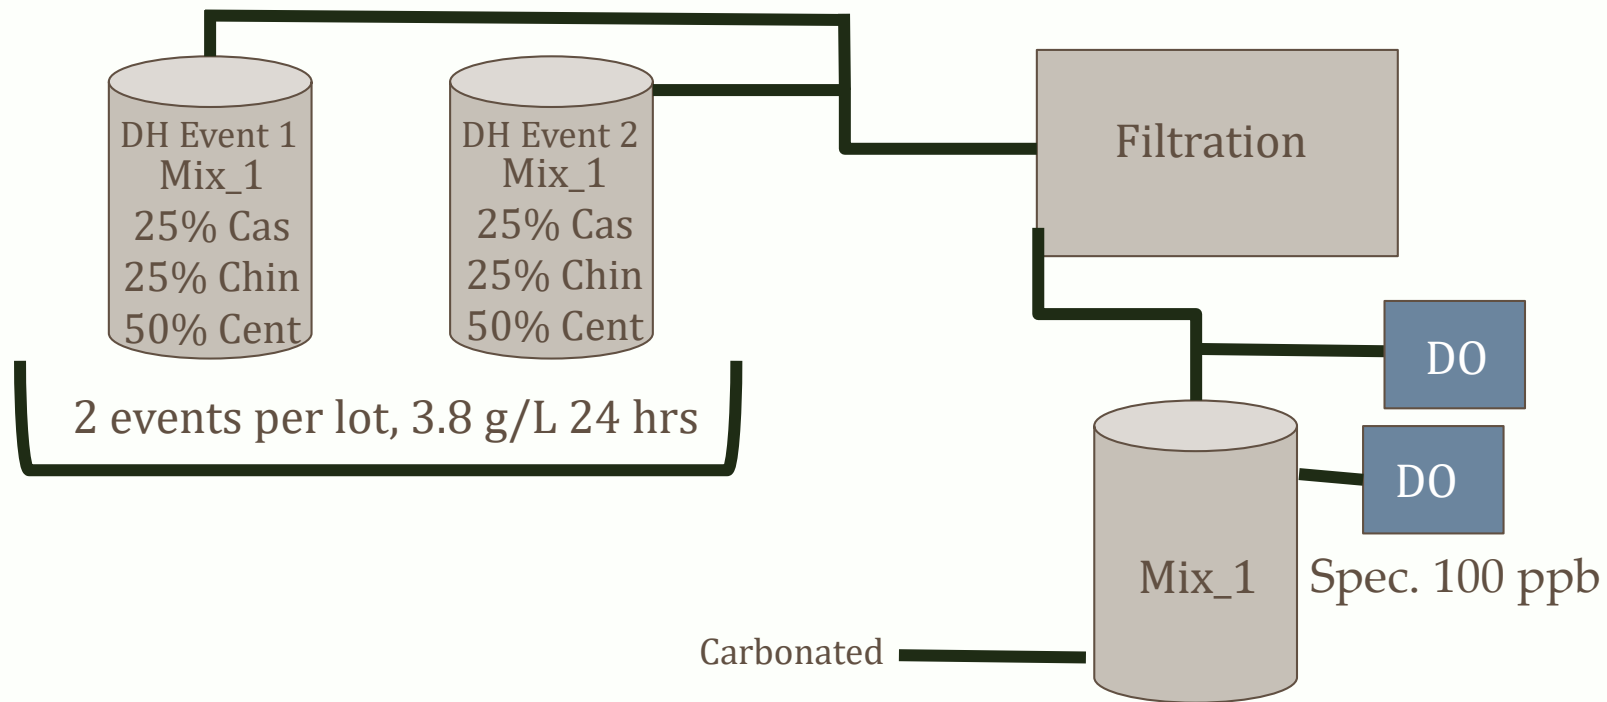 DH Event 1
Mix_1
25% Cas
25% Chin
50% Cent
DH Event 2
Mix_1
25% Cas
25% Chin
50% Cent
2 events per lot, 3.8 g/L 24 hrs
Filtration
DO
DO
Spec. 100 ppb
Mix_1
Carbonated